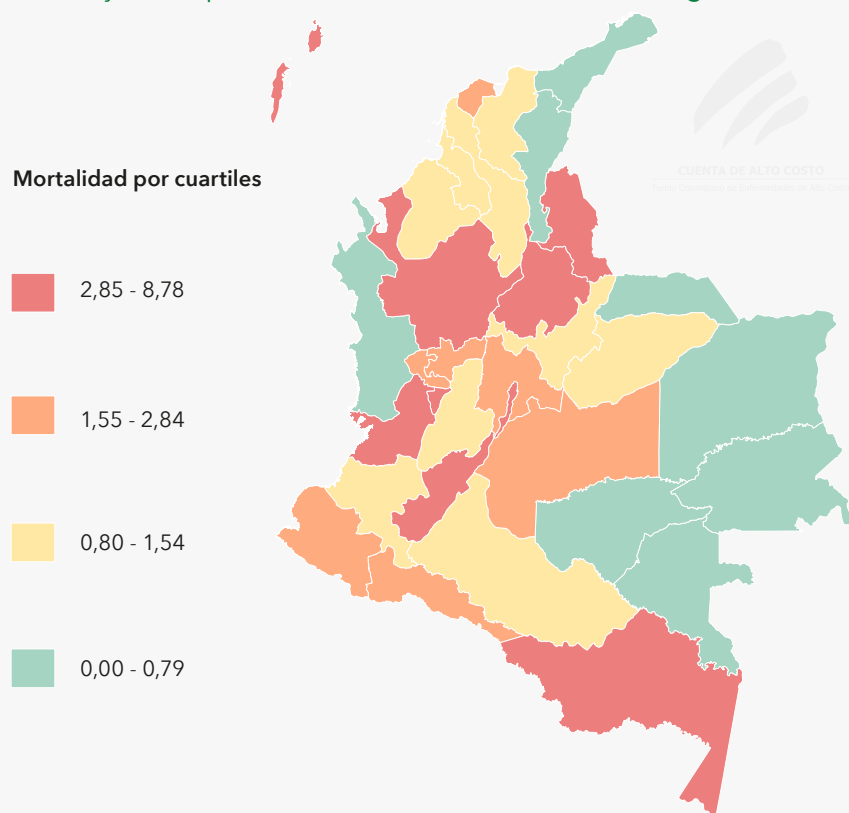 Mortalidad por cuartiles
2,85 - 8,78
1,55 - 2,84
0,80 - 1,54
0,00 - 0,79
CUENTA DE ALTO COSTO